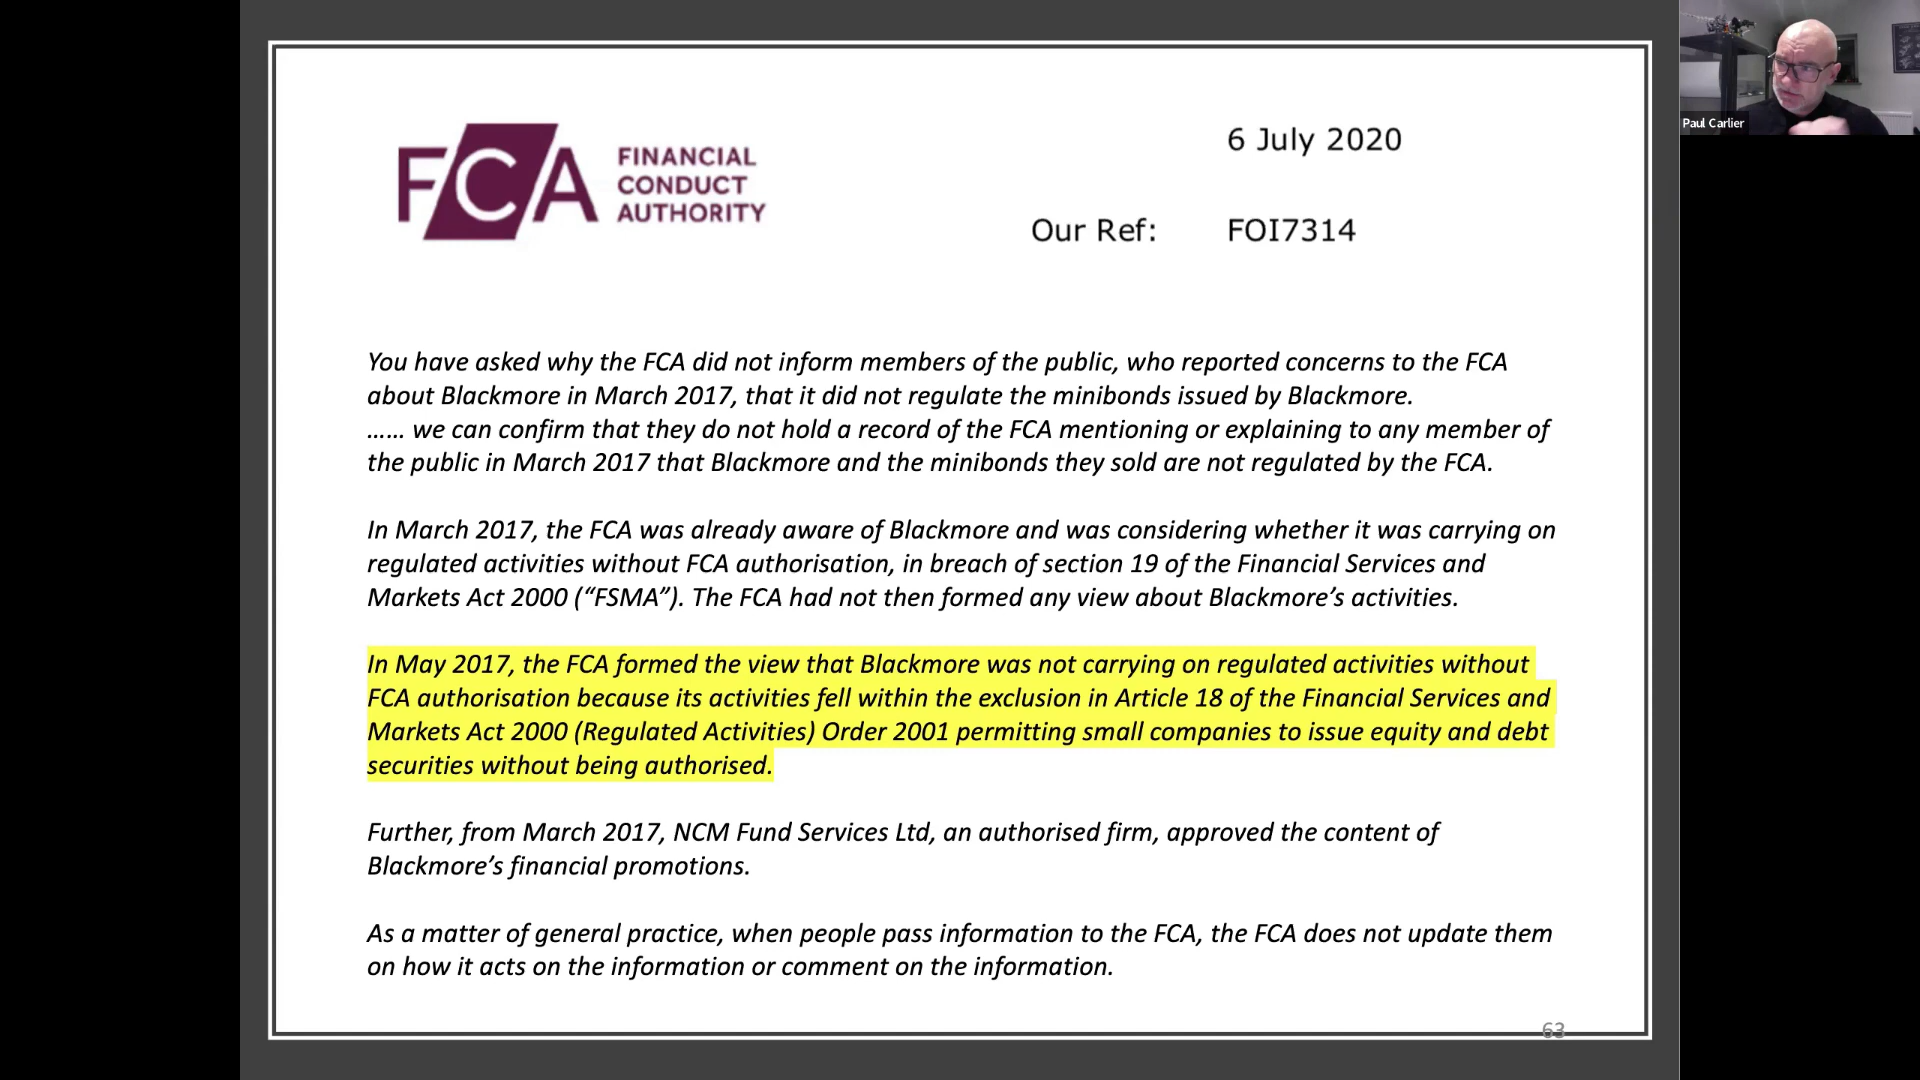 FCA
FINANCIAL
CONDUCT
AUTHORITY
6 July 2020
Our Ref: FOI7314
Paul Carlier
You have asked why the FCA did not inform members of the public, who reported concerns to the FCA
about Blackmore in March 2017, that it did not regulate the minibonds issued by Blackmore.
...... we can confirm that they do not hold a record of the FCA mentioning or explaining to any member of
the public in March 2017 that Blackmore and the minibonds they sold are not regulated by the FCA.
In March 2017, the FCA was already aware of Blackmore and was considering whether it was carrying on
regulated activities without FCA authorisation, in breach of section 19 of the Financial Services and
Markets Act 2000 (“FSMA”). The FCA had not then formed any view about Blackmore’s activities.
In May 2017, the FCA formed the view that Blackmore was not carrying on regulated activities without
FCA authorisation because its activities fell within the exclusion in Article 18 of the Financial Services and
Markets Act 2000 (Regulated Activities) Order 2001 permitting small companies to issue equity and debt
securities without being authorised.
Further, from March 2017, NCM Fund Services Ltd, an authorised firm, approved the content of
Blackmore’s financial promotions.
As a matter of general practice, when people pass information to the FCA, the FCA does not update them
on how it acts on the information or comment on the information.
63